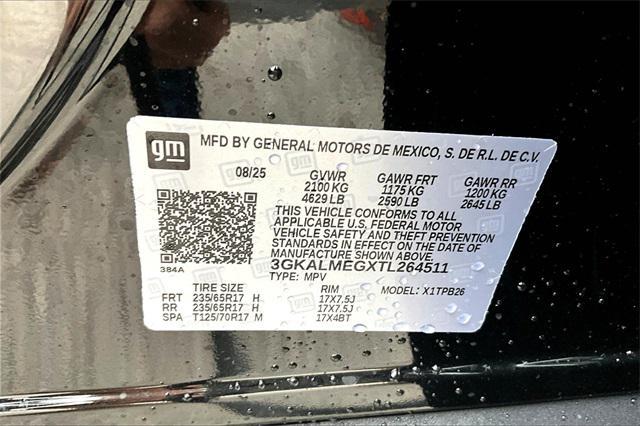 gm MFD BY GENERAL MOTORS DE MEXICO, S. DE R.L. DE C.V.
08/25 GVWR GAWR FRT GAWR RR
2100 KG 1175 KG 1200 KG
4629 LB 2590 LB 2645 LB
THIS VEHICLE CONFORMS TO ALL
APPLICABLE U.S. FEDERAL MOTOR
VEHICLE SAFETY AND THEFT PREVENTION
STANDARDS IN EFFECT ON THE DATE OF
MANUFACTURE SHOWN ABOVE.
384A 3GKALMEGXTL264511
TYPE: MPV MODEL: X1TPB26
TIRE SIZE RIM
FRT 235/65R17 H 17X7.5J
RR 235/65R17 H 17X7.5J
SPA T125/70R17 M 17X4BT